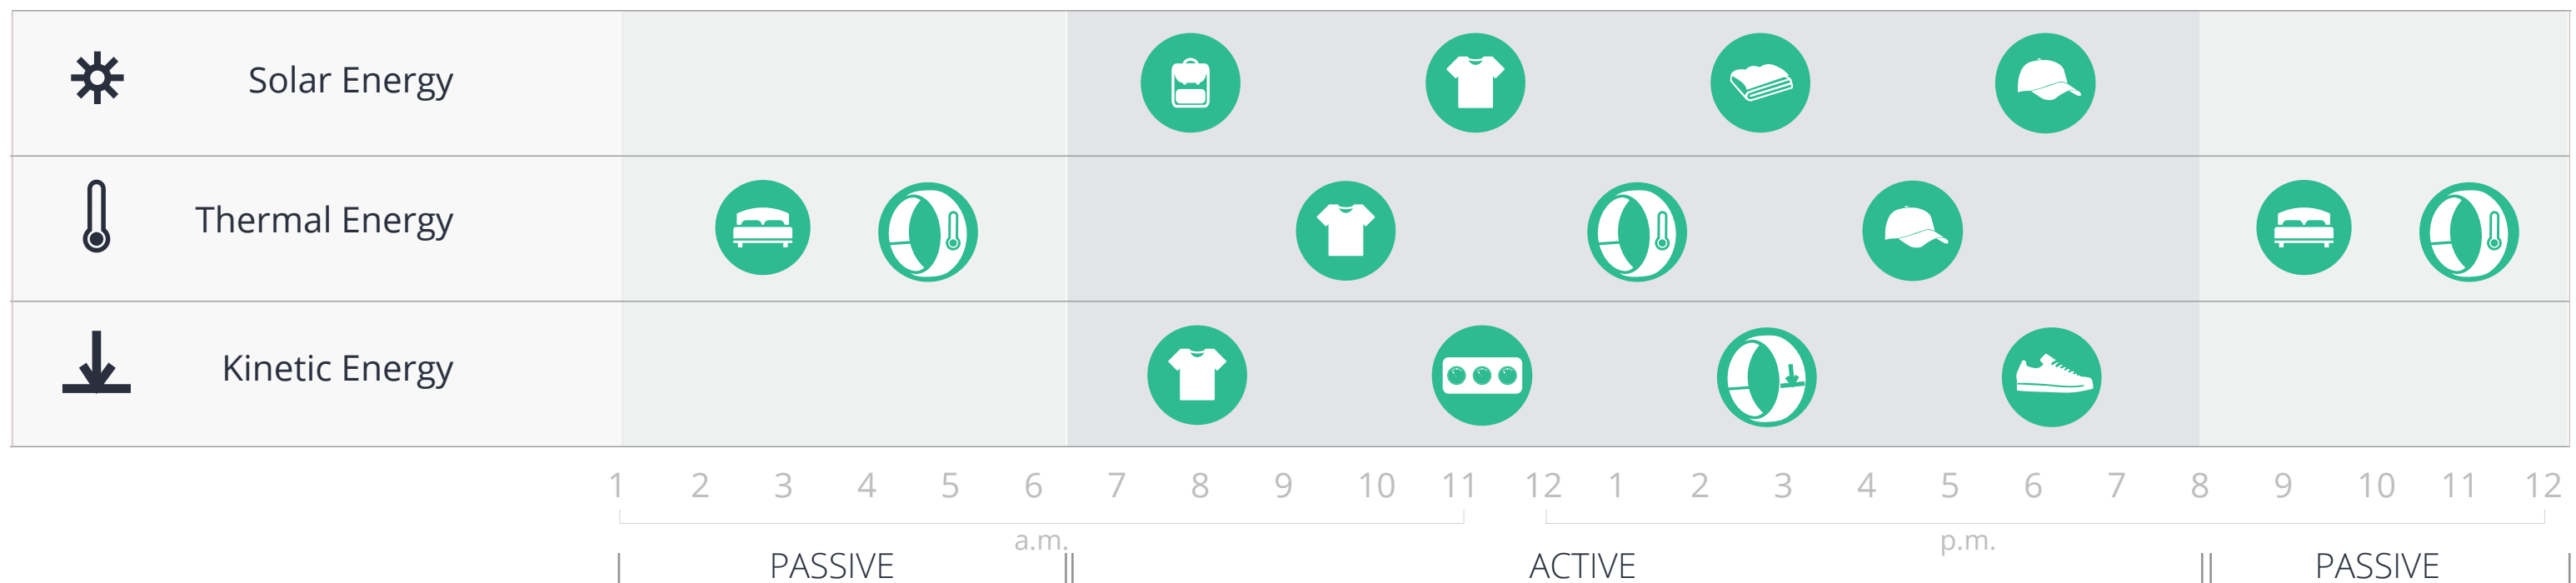 Solar Energy
Thermal Energy
Kinetic Energy
1 2 3 4 5 6 7 8 9 10 11 12 1 2 3 4 5 6 7 8 9 10 11 12
a.m. p.m.
PASSIVE ACTIVE PASSIVE